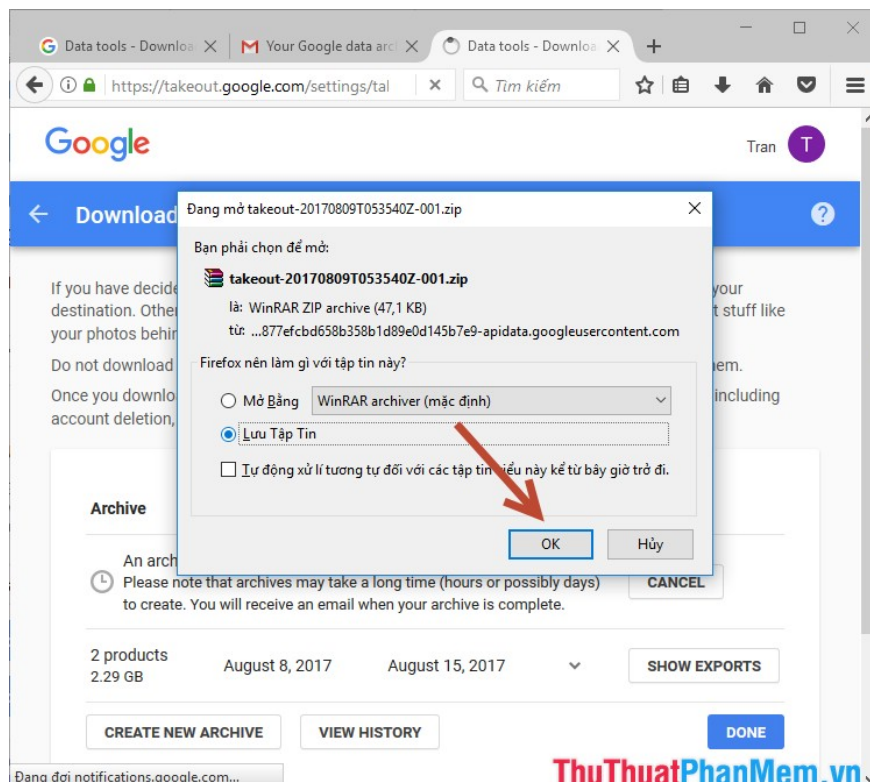 Data tools - Downloa
Your Google data arc
Data tools - Downloa
https://takeout.google.com/settings/tal
Tìm kiếm
Google
Tran
T
Download
Đang mở takeout-20170809T053540Z-001.zip
Bạn phải chọn để mở:
takeout-20170809T053540Z-001.zip
là: WinRAR ZIP archive (47,1 KB)
từ: ...877efcbd658b358b1d89e0d145b7e9-apidata.googleusercontent.com
Firefox nên làm gì với tập tin này?
Mở Bằng
WinRAR archiver (mặc định)
Lưu Tập Tin
Tự động xử lí tương tự đối với các tập tin kiểu này kể từ bây giờ trở đi.
OK
Hủy
If you have decide your
destination. Other t stuff like
your photos behin
Do not download em.
Once you downlo including
account deletion,
Archive
An arch
Please note that archives may take a long time (hours or possibly days)
to create. You will receive an email when your archive is complete.
CANCEL
2 products
2.29 GB
August 8, 2017
August 15, 2017
SHOW EXPORTS
CREATE NEW ARCHIVE
VIEW HISTORY
DONE
Đang đợi notifications.google.com...
ThuThuatPhanMem.vn